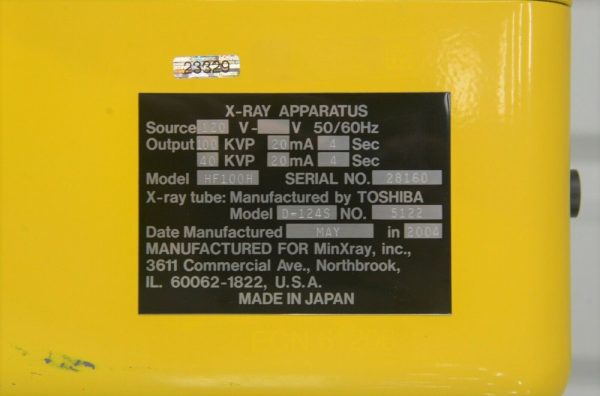 23329
X-RAY APPARATUS
Source 120 V- V 50/60Hz
Output 100 KVP 20 mA 4 Sec
40 KVP 20 mA 4 Sec
Model HF100H SERIAL NO. 28160
X-ray tube: Manufactured by TOSHIBA
Model D-124S NO. 5122
Date Manufactured MAY in 2004
MANUFACTURED FOR MinXray, inc.,
3611 Commercial Ave., Northbrook,
IL. 60062-1822, U.S.A.
MADE IN JAPAN